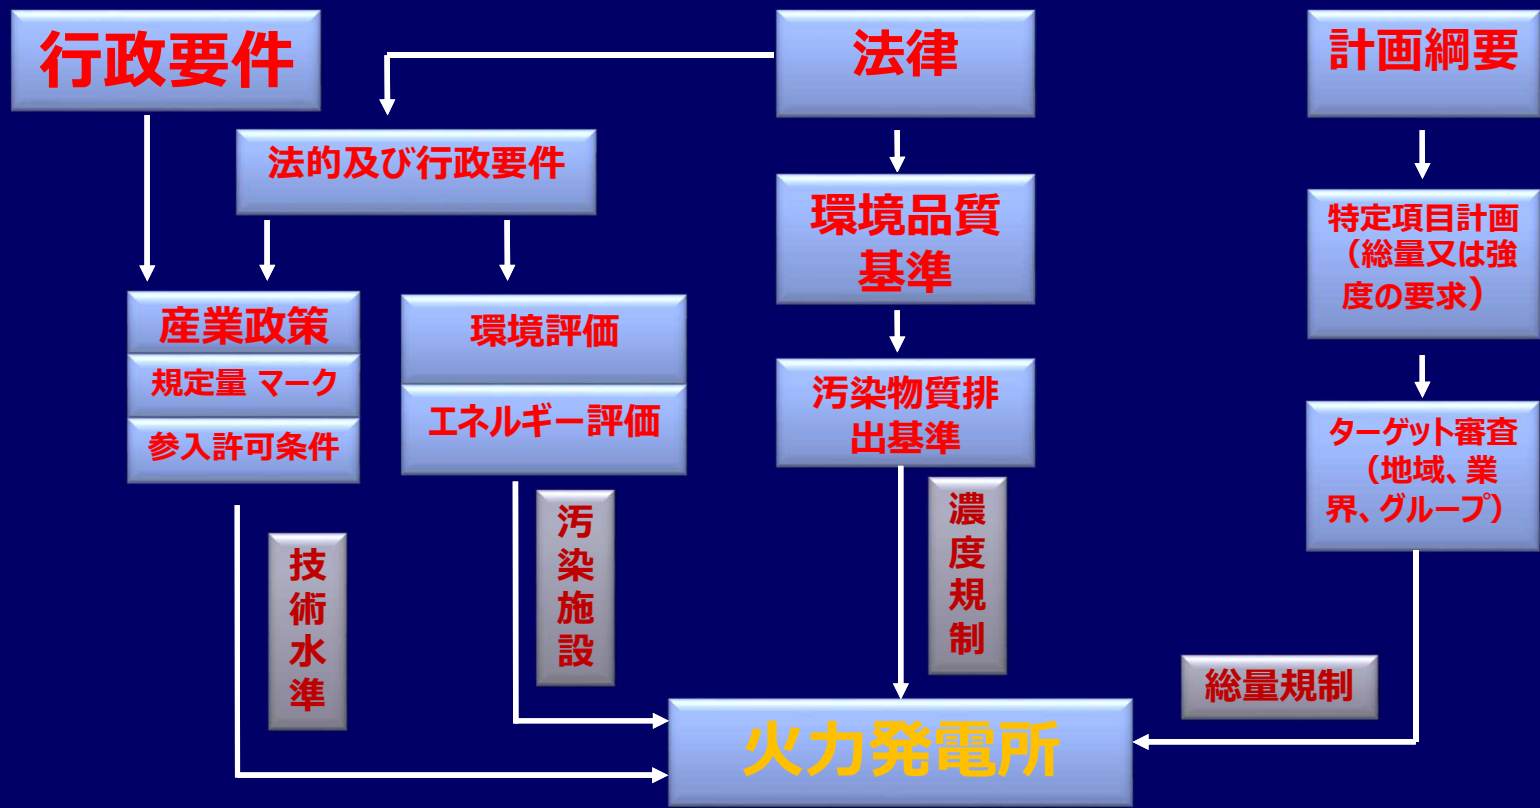 行政要件
法律
計画綱要
法的及び行政要件
環境品質
基準
特定項目計画
（総量又は強
度の要求）
産業政策
規定量 マーク
参入許可条件
環境評価
エネルギー評価
汚染物質排
出基準
ターゲット審査
（地域、業
界、グループ）
技
術
水
準
汚
染
施
設
濃
度
規
制
総量規制
火力発電所